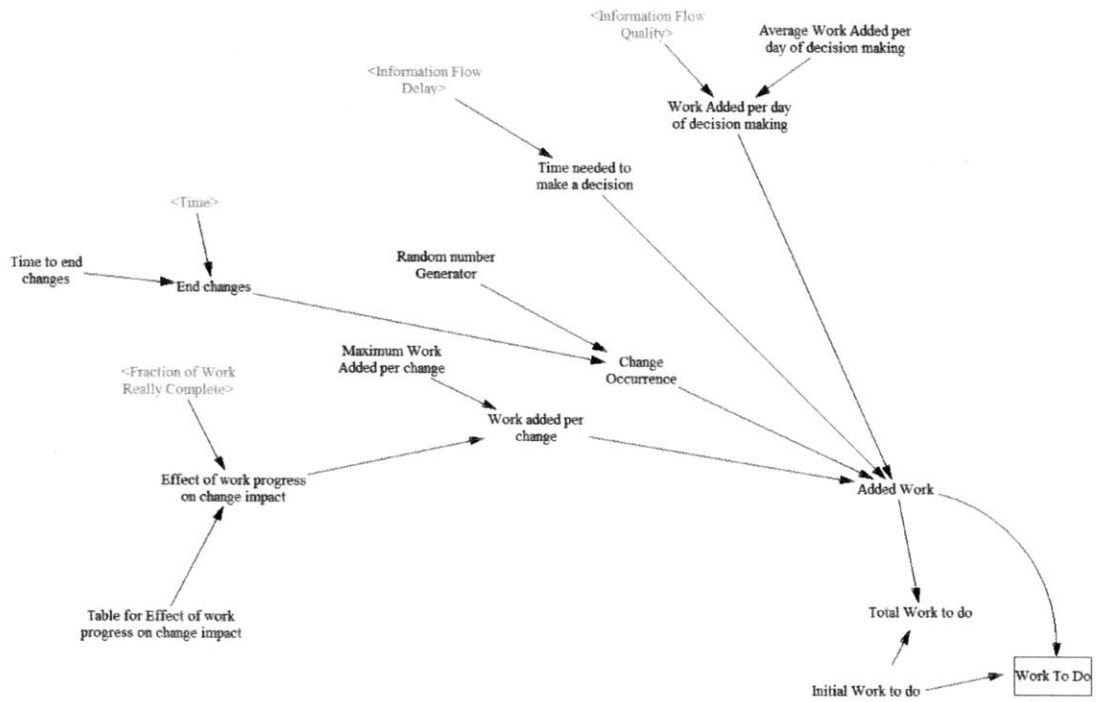 <Information Flow
Quality>
Average Work Added per
day of decision making
<Information Flow
Delay>
Work Added per day
of decision making
Time needed to
make a decision
<Time>
Time to end
changes
End changes
Random number
Generator
Maximum Work
Added per change
Change
Occurrence
<Fraction of Work
Really Complete>
Work added per
change
Effect of work progress
on change impact
Added Work
Table for Effect of work
progress on change impact
Total Work to do
Initial Work to do
Work To Do